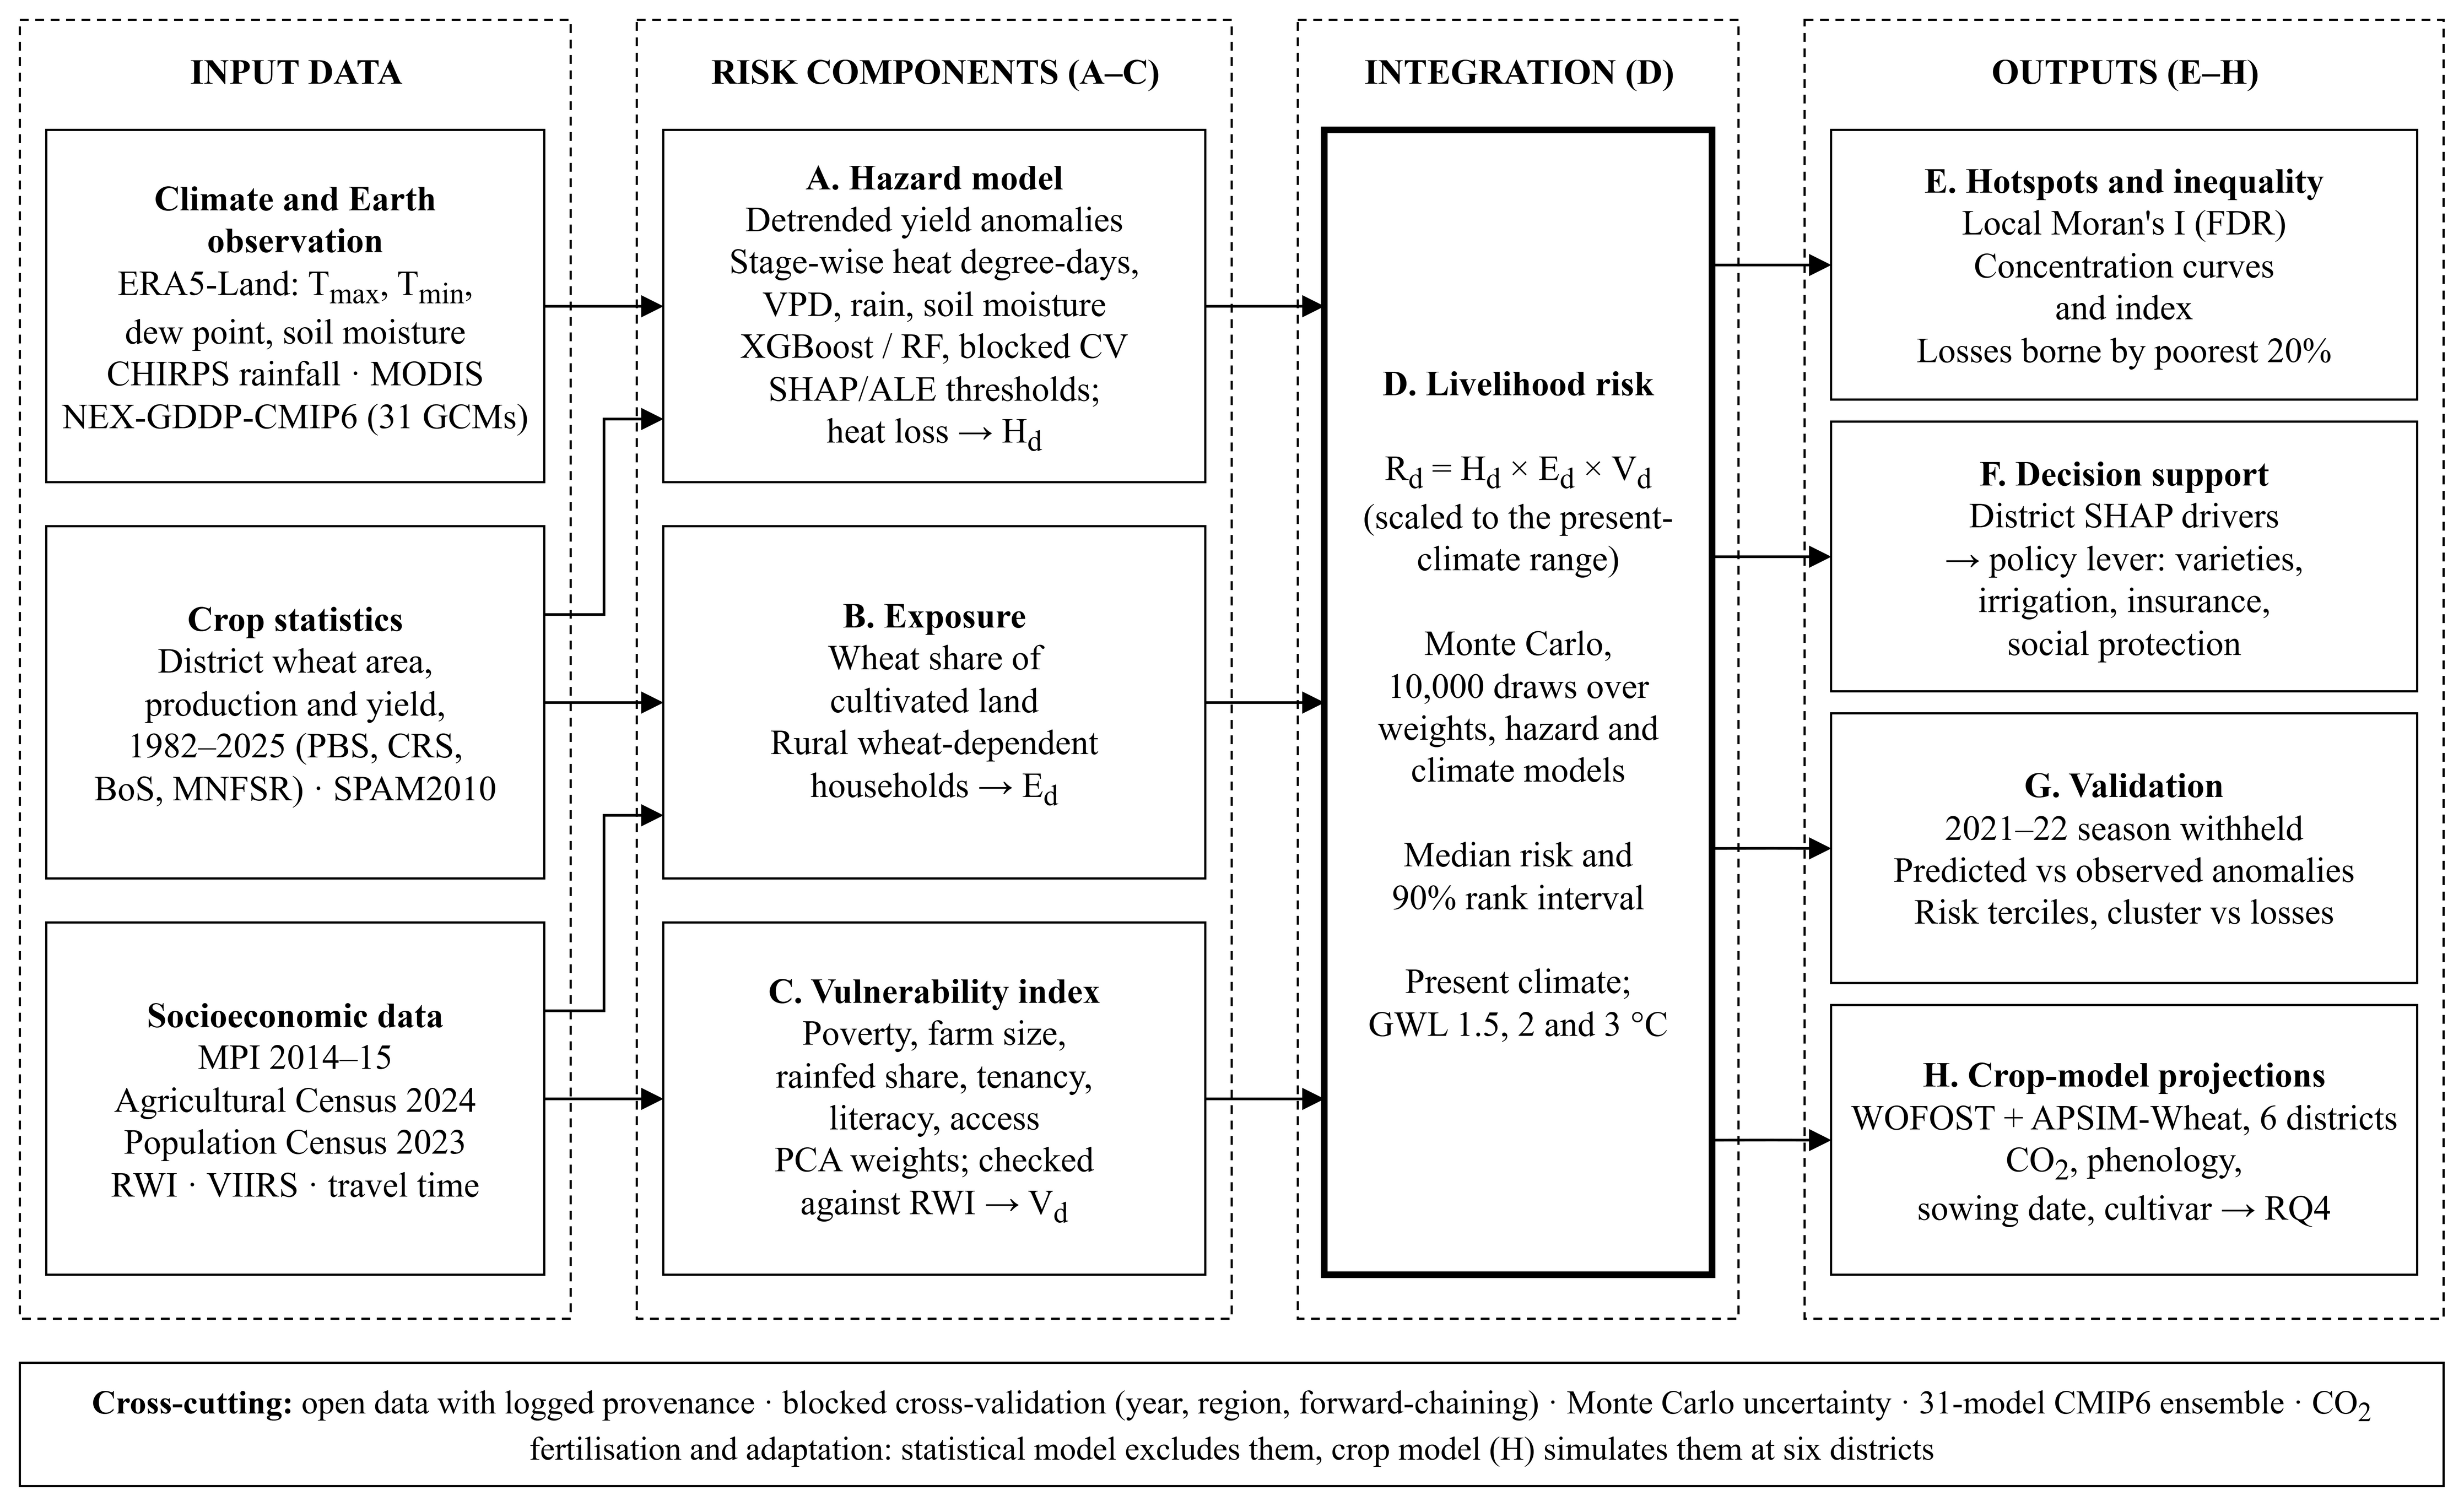 INPUT DATA
Climate and Earth
observation
ERA5-Land: Tmax, Tmin,
dew point, soil moisture
CHIRPS rainfall · MODIS
NEX-GDDP-CMIP6 (31 GCMs)
Crop statistics
District wheat area,
production and yield,
1982–2025 (PBS, CRS,
BoS, MNFSR) · SPAM2010
Socioeconomic data
MPI 2014–15
Agricultural Census 2024
Population Census 2023
RWI · VIIRS · travel time
RISK COMPONENTS (A–C)
A. Hazard model
Detrended yield anomalies
Stage-wise heat degree-days,
VPD, rain, soil moisture
XGBoost / RF, blocked CV
SHAP/ALE thresholds;
heat loss → Hd
B. Exposure
Wheat share of
cultivated land
Rural wheat-dependent
households → Ed
C. Vulnerability index
Poverty, farm size,
rainfed share, tenancy,
literacy, access
PCA weights; checked
against RWI → Vd
INTEGRATION (D)
D. Livelihood risk
Rd = Hd × Ed × Vd
(scaled to the present-
climate range)
Monte Carlo,
10,000 draws over
weights, hazard and
climate models
Median risk and
90% rank interval
Present climate;
GWL 1.5, 2 and 3 °C
OUTPUTS (E–H)
E. Hotspots and inequality
Local Moran's I (FDR)
Concentration curves
and index
Losses borne by poorest 20%
F. Decision support
District SHAP drivers
→ policy lever: varieties,
irrigation, insurance,
social protection
G. Validation
2021–22 season withheld
Predicted vs observed anomalies
Risk terciles, cluster vs losses
H. Crop-model projections
WOFOST + APSIM-Wheat, 6 districts
CO2, phenology,
sowing date, cultivar → RQ4
Cross-cutting: open data with logged provenance · blocked cross-validation (year, region, forward-chaining) · Monte Carlo uncertainty · 31-model CMIP6 ensemble · CO2
fertilisation and adaptation: statistical model excludes them, crop model (H) simulates them at six districts